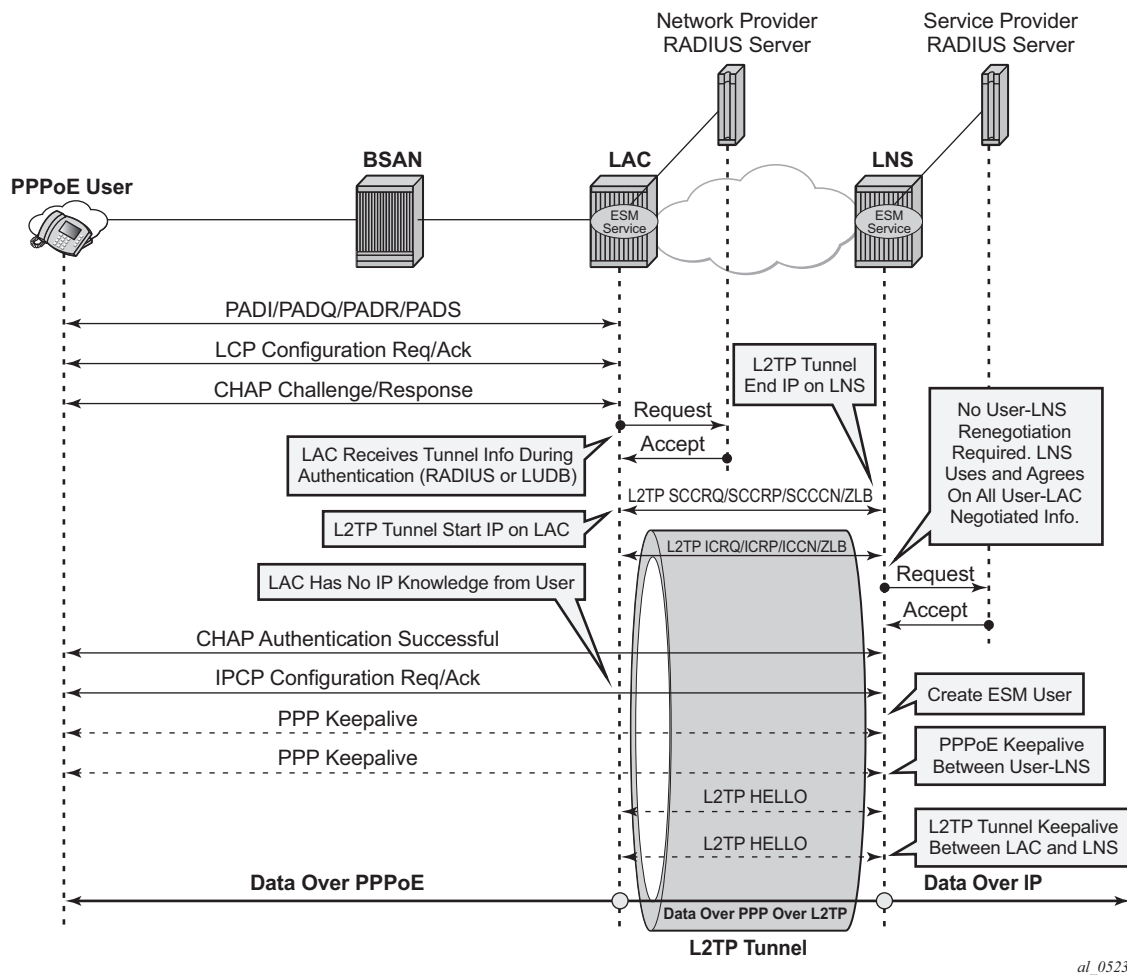 Network Provider
RADIUS Server
Service Provider
RADIUS Server
BSAN
LAC
LNS
PPPoE User
ESM
Service
ESM
Service
PADI/PADQ/PADR/PADS
LCP Configuration Req/Ack
L2TP Tunnel
End IP on LNS
CHAP Challenge/Response
Request
No User-LNS
Renegotiation
Required. LNS
Uses and Agrees
On All User-LAC
Negotiated Info.
LAC Receives Tunnel Info During
Authentication (RADIUS or LUDB)
Accept
L2TP SCCRQ/SCCRP/SCCCN/ZLB
L2TP Tunnel Start IP on LAC
L2TP ICRQ/ICRP/ICCN/ZLB
LAC Has No IP Knowledge from User
Request
Accept
CHAP Authentication Successful
IPCP Configuration Req/Ack
Create ESM User
PPP Keepalive
PPPoE Keepalive
Between User-LNS
PPP Keepalive
L2TP HELLO
L2TP HELLO
L2TP Tunnel Keepalive
Between LAC and LNS
Data Over PPPoE
Data Over IP
Data Over PPP Over L2TP
L2TP Tunnel
al_0523